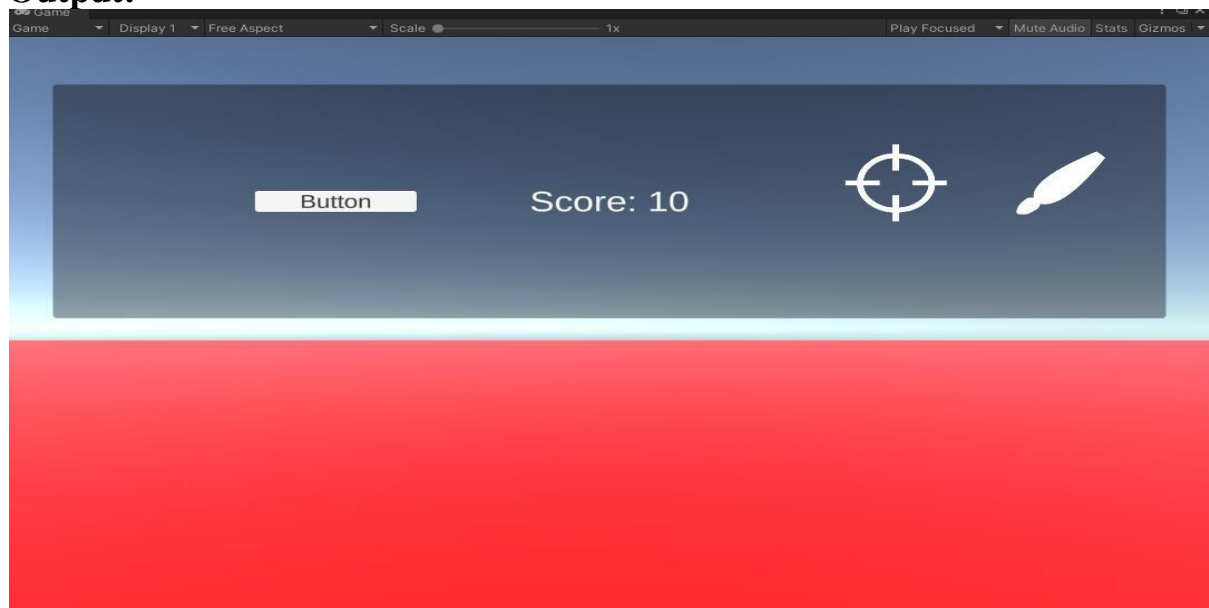 Output:
Game
Game Display 1 Free Aspect Scale 1x Play Focused Mute Audio Stats Gizmos
Button Score: 10